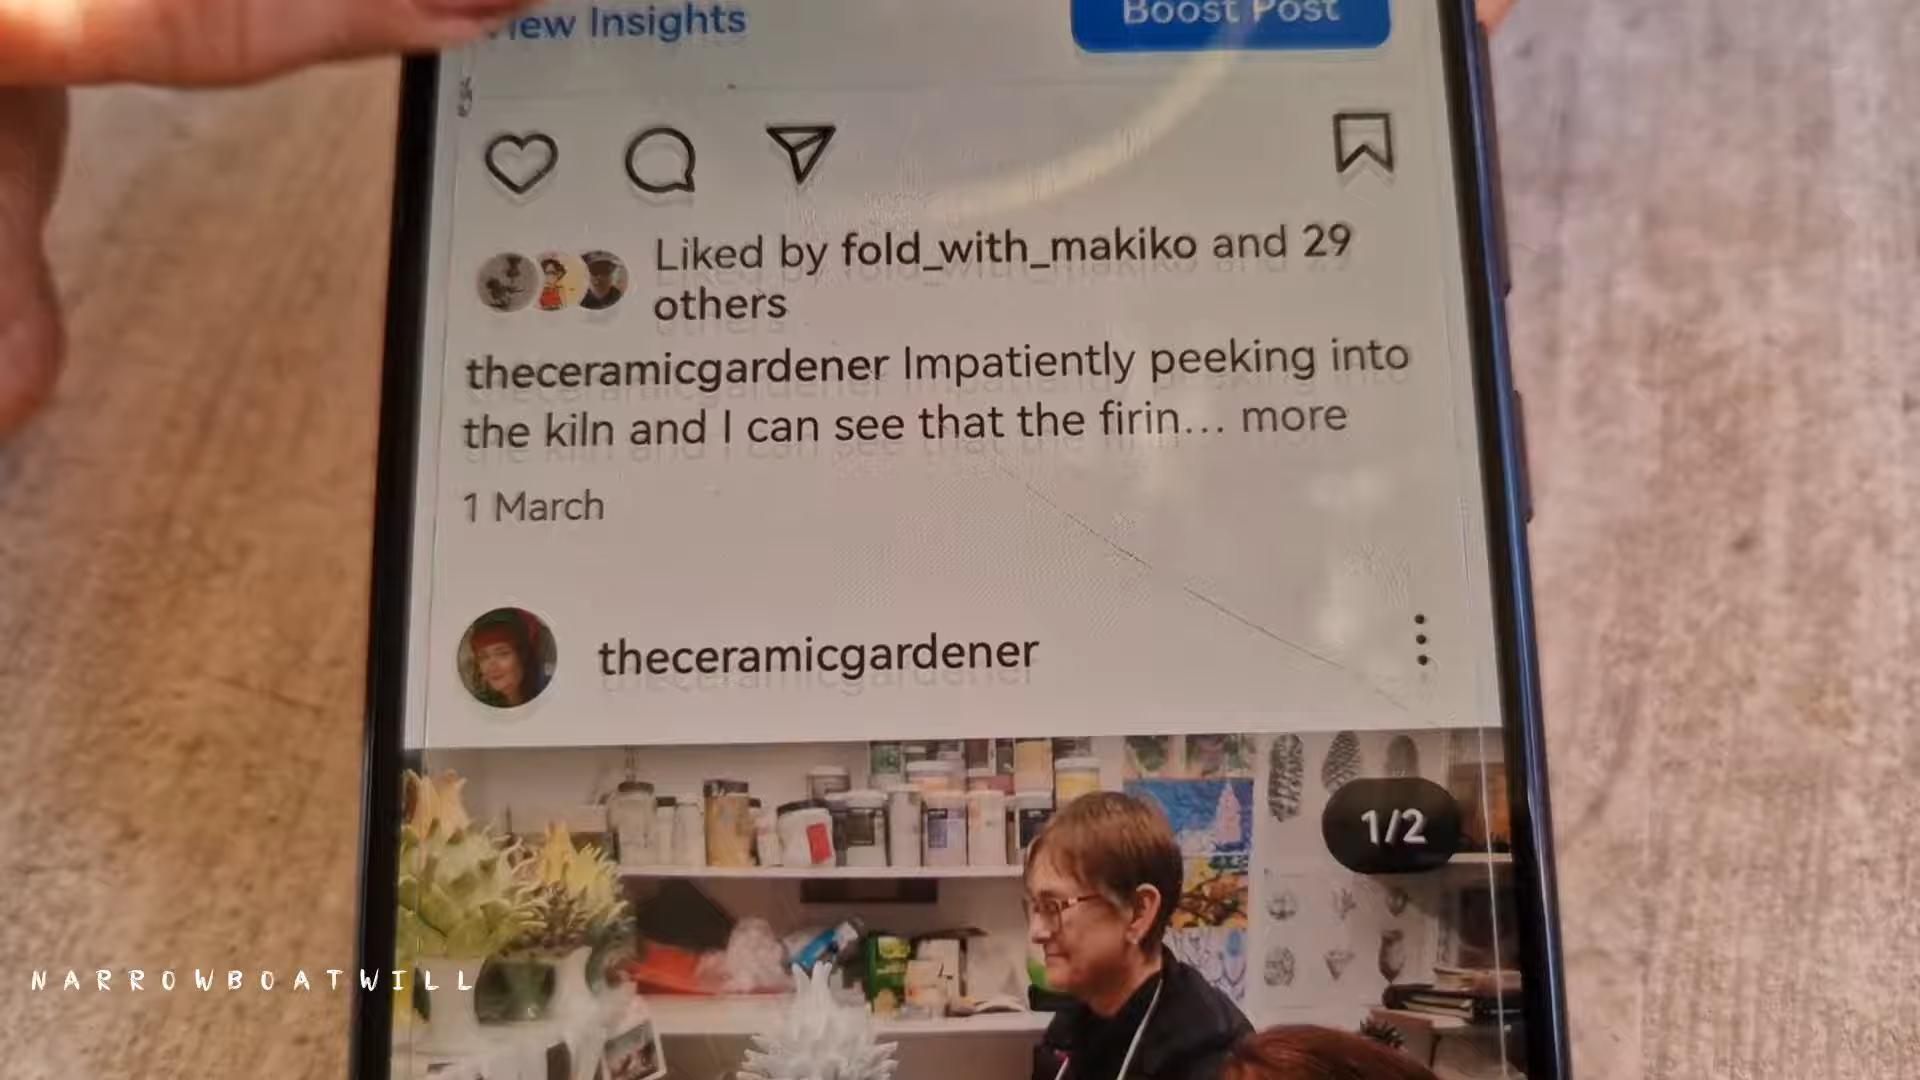 View Insights
Boost Post
Liked by fold_with_makiko and 29
others
theceramicgardener Impatiently peeking into
the kiln and I can see that the firin... more
1 March
theceramicgardener
1/2
NARROWBOATWILL